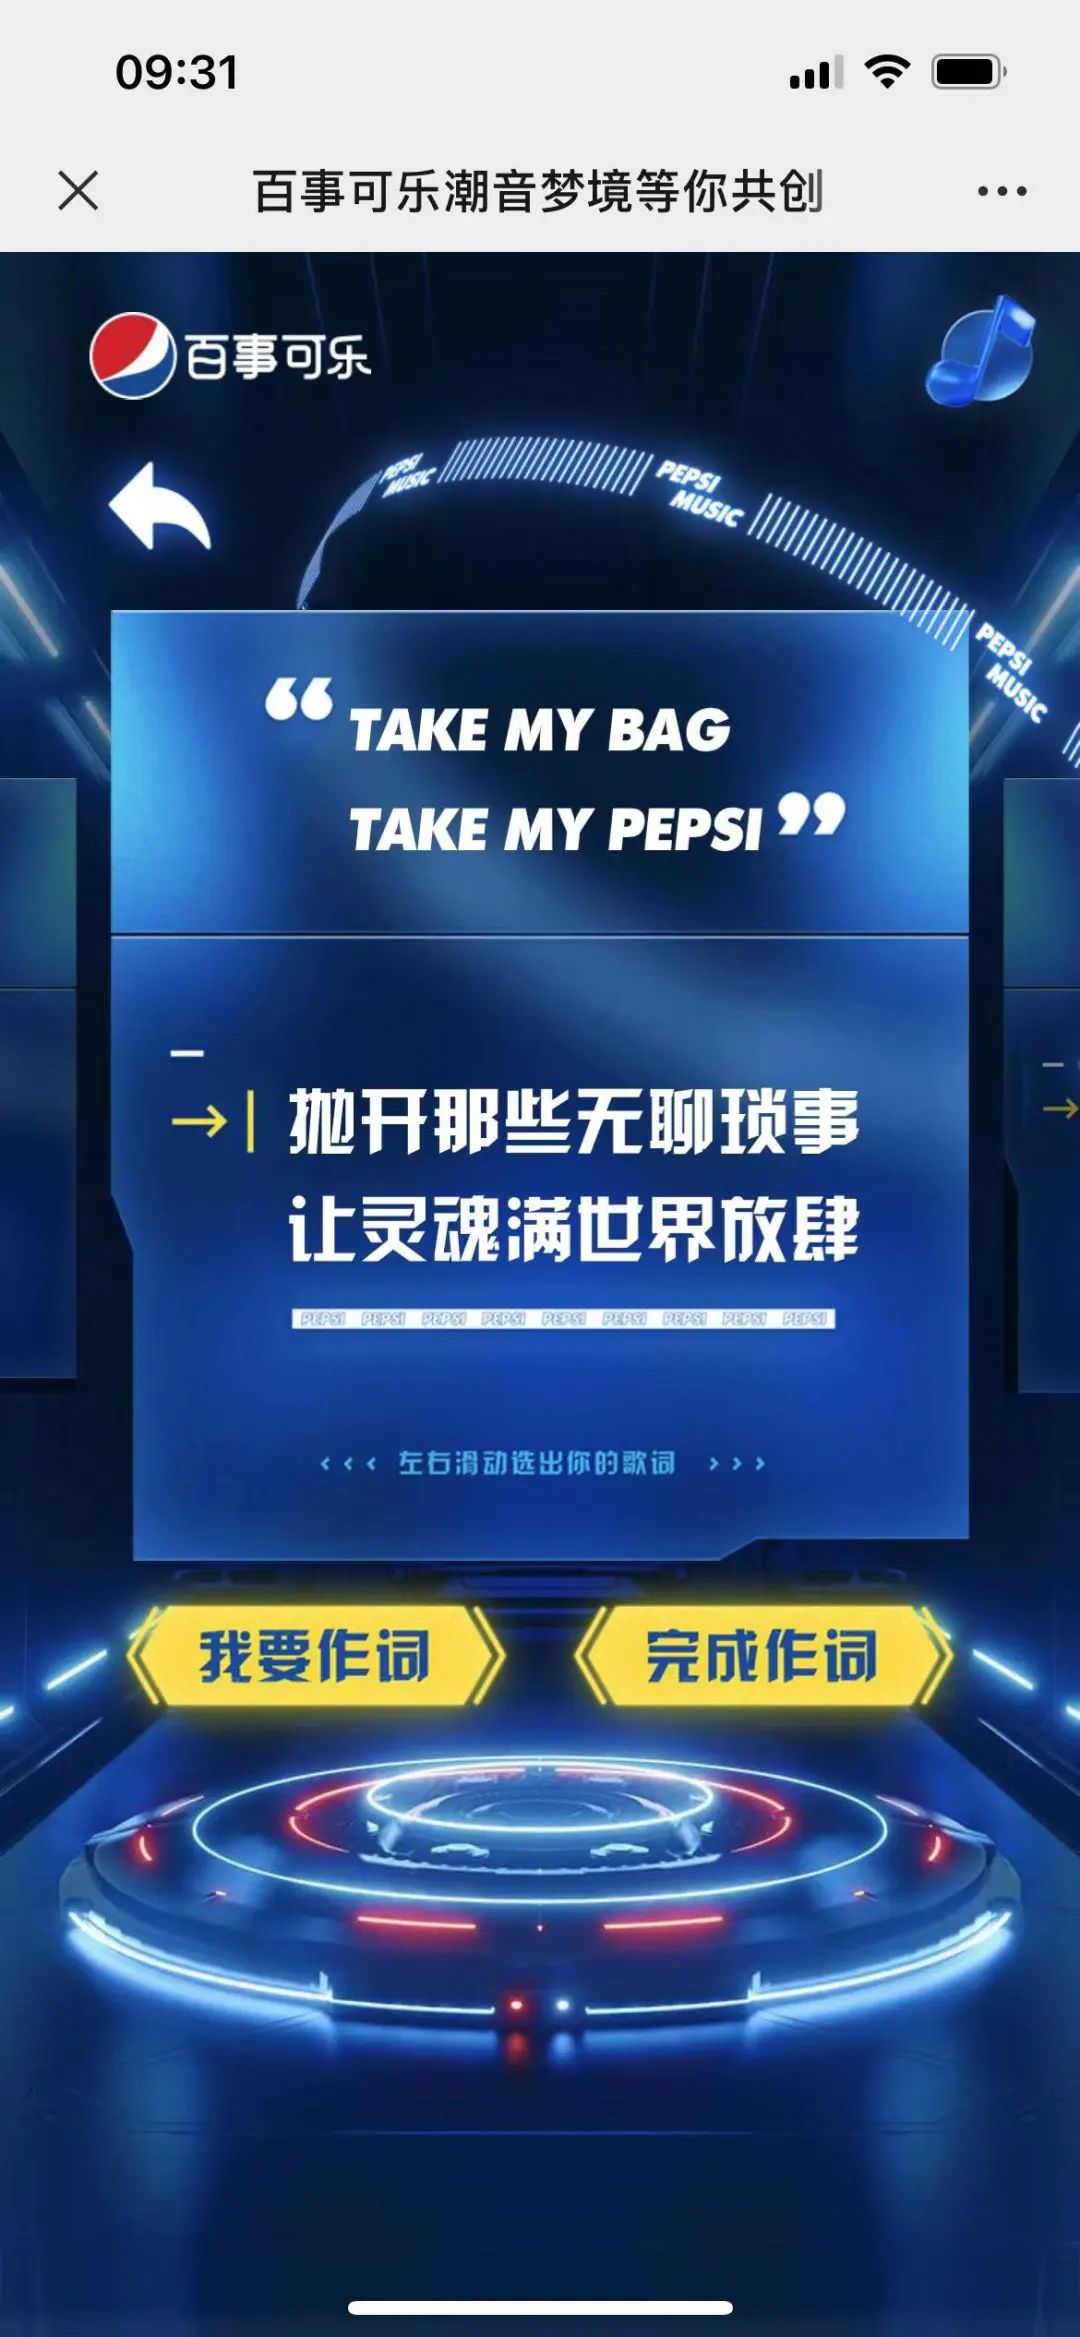 09:31
百事可乐潮音梦境等你共创
百事可乐
PEPSI
MUSIC
PEPSI
MUSIC
PEPSI
MUSIC
“TAKE MY BAG
TAKE MY PEPSI”
抛开那些无聊琐事
让灵魂满世界放肆
PEPSI PEPSI PEPSI PEPSI PEPSI PEPSI PEPSI PEPSI PEPSI
‹ ‹ ‹ 左右滑动选出你的歌词 › › ›
我要作词
完成作词